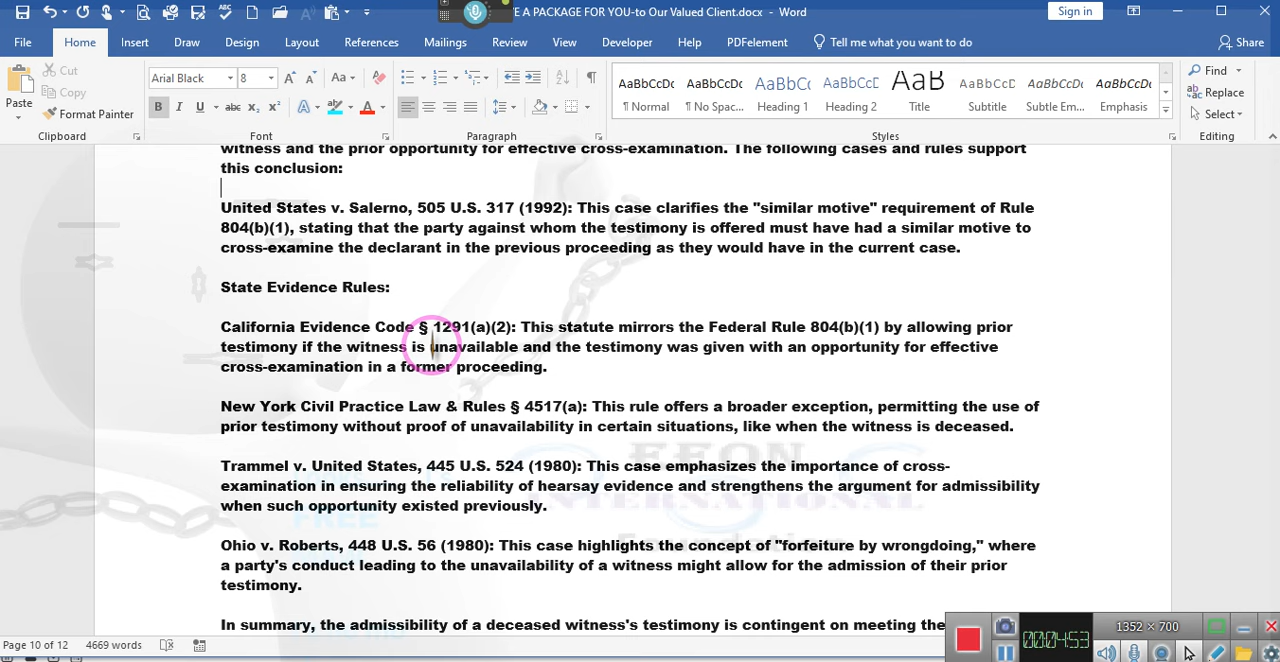 E A PACKAGE FOR YOU-to Our Valued Client.docx - Word
Sign in
File Home Insert Draw Design Layout References Mailings Review View Developer Help PDFelement Tell me what you want to do Share
Paste
Cut
Copy
Format Painter
Clipboard
Arial Black 8 Aa
B I U abc X₂ X² A A
Font
Paragraph
AaBbCcDc AaBbCcDc AaBbCc AaBbCcD AaB AaBbCcD AaBbCcDc AaBbCcDc
¶ Normal ¶ No Spac... Heading 1 Heading 2 Title Subtitle Subtle Em... Emphasis
Styles
Find
Replace
Select
Editing
witness and the prior opportunity for effective cross-examination. The following cases and rules support
this conclusion:
United States v. Salerno, 505 U.S. 317 (1992): This case clarifies the "similar motive" requirement of Rule
804(b)(1), stating that the party against whom the testimony is offered must have had a similar motive to
cross-examine the declarant in the previous proceeding as they would have in the current case.
State Evidence Rules:
California Evidence Code § 1291(a)(2): This statute mirrors the Federal Rule 804(b)(1) by allowing prior
testimony if the witness is unavailable and the testimony was given with an opportunity for effective
cross-examination in a former proceeding.
New York Civil Practice Law & Rules § 4517(a): This rule offers a broader exception, permitting the use of
prior testimony without proof of unavailability in certain situations, like when the witness is deceased.
Trammel v. United States, 445 U.S. 524 (1980): This case emphasizes the importance of cross-
examination in ensuring the reliability of hearsay evidence and strengthens the argument for admissibility
when such opportunity existed previously.
Ohio v. Roberts, 448 U.S. 56 (1980): This case highlights the concept of "forfeiture by wrongdoing," where
a party's conduct leading to the unavailability of a witness might allow for the admission of their prior
testimony.
In summary, the admissibility of a deceased witness's testimony is contingent on meeting the
FREE
INTERNATIONAL
Page 10 of 12 4669 words
1352 × 700
00:04:53